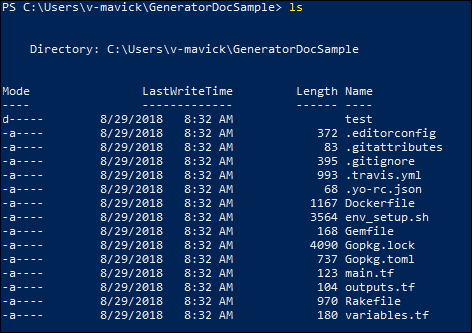 PS C:\Users\v-mavick\GeneratorDocSample> ls
Directory: C:\Users\v-mavick\GeneratorDocSample
Mode LastWriteTime Length Name
---- ------------- ------ ----
d----- 8/29/2018 8:32 AM test
-a---- 8/29/2018 8:32 AM 372 .editorconfig
-a---- 8/29/2018 8:32 AM 83 .gitattributes
-a---- 8/29/2018 8:32 AM 395 .gitignore
-a---- 8/29/2018 8:32 AM 993 .travis.yml
-a---- 8/29/2018 8:32 AM 68 .yo-rc.json
-a---- 8/29/2018 8:32 AM 1167 Dockerfile
-a---- 8/29/2018 8:32 AM 3564 env_setup.sh
-a---- 8/29/2018 8:32 AM 168 Gemfile
-a---- 8/29/2018 8:32 AM 4090 Gopkg.lock
-a---- 8/29/2018 8:32 AM 737 Gopkg.toml
-a---- 8/29/2018 8:32 AM 123 main.tf
-a---- 8/29/2018 8:32 AM 104 outputs.tf
-a---- 8/29/2018 8:32 AM 970 Rakefile
-a---- 8/29/2018 8:32 AM 180 variables.tf